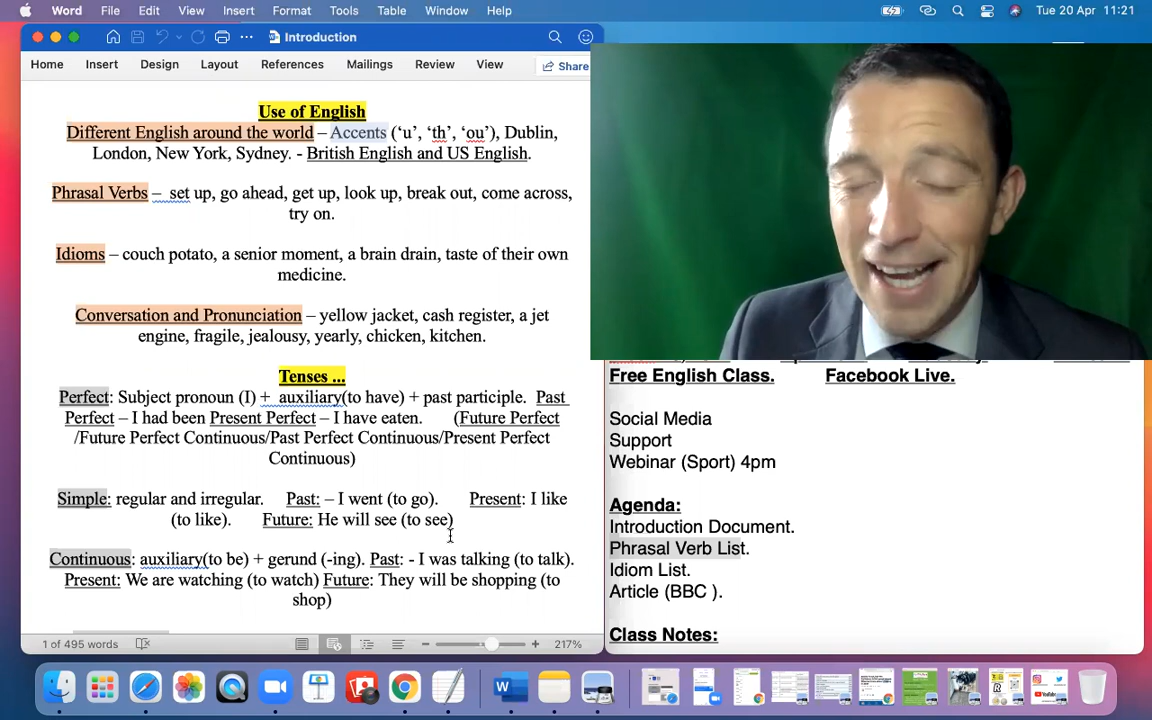 Word File Edit View Insert Format Tools Table Window Help Tue 20 Apr 11:21
Introduction
Home Insert Design Layout References Mailings Review View Share
Use of English
Different English around the world – Accents (‘u’, ‘th’, ‘ou’), Dublin,
London, New York, Sydney. - British English and US English.
Phrasal Verbs – set up, go ahead, get up, look up, break out, come across,
try on.
Idioms – couch potato, a senior moment, a brain drain, taste of their own
medicine.
Conversation and Pronunciation – yellow jacket, cash register, a jet
engine, fragile, jealousy, yearly, chicken, kitchen.
Tenses ...
Perfect: Subject pronoun (I) + auxiliary(to have) + past participle. Past
Perfect – I had been Present Perfect – I have eaten. (Future Perfect
/Future Perfect Continuous/Past Perfect Continuous/Present Perfect
Continuous)
Simple: regular and irregular. Past: – I went (to go). Present: I like
(to like). Future: He will see (to see)
Continuous: auxiliary(to be) + gerund (-ing). Past: - I was talking (to talk).
Present: We are watching (to watch) Future: They will be shopping (to
shop)
1 of 495 words 217%
Free English Class. Facebook Live.
Social Media
Support
Webinar (Sport) 4pm
Agenda:
Introduction Document.
Phrasal Verb List.
Idiom List.
Article (BBC ).
Class Notes: